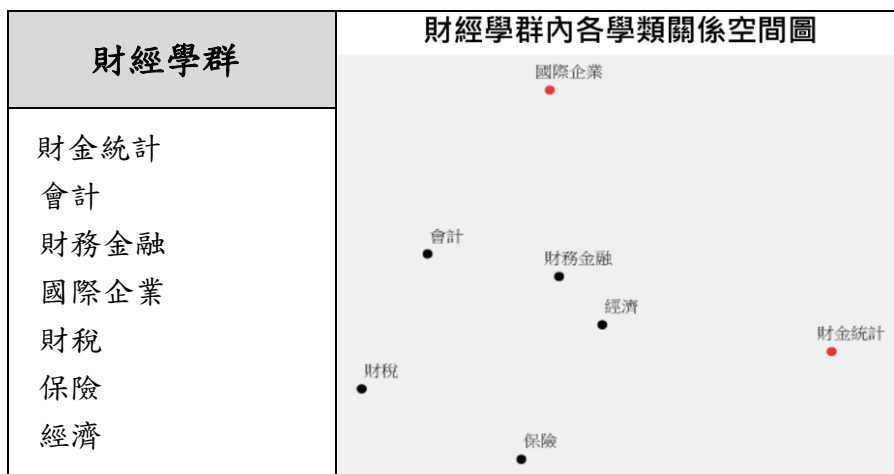 財經學群
財金統計
會計
財務金融
國際企業
財稅
保險
經濟
財經學群內各學類關係空間圖
國際企業
會計
財務金融
經濟
財金統計
財稅
保險